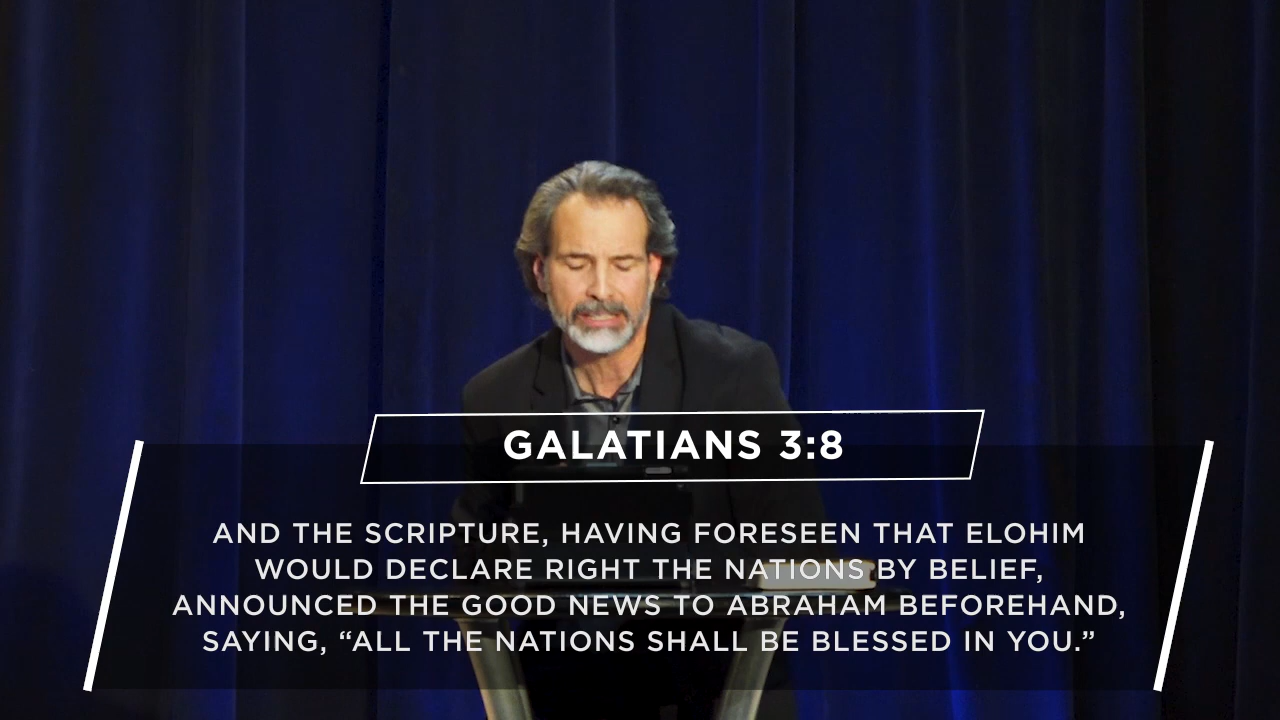 GALATIANS 3:8
AND THE SCRIPTURE, HAVING FORESEEN THAT ELOHIM
WOULD DECLARE RIGHT THE NATIONS BY BELIEF,
ANNOUNCED THE GOOD NEWS TO ABRAHAM BEFOREHAND,
SAYING, “ALL THE NATIONS SHALL BE BLESSED IN YOU.”